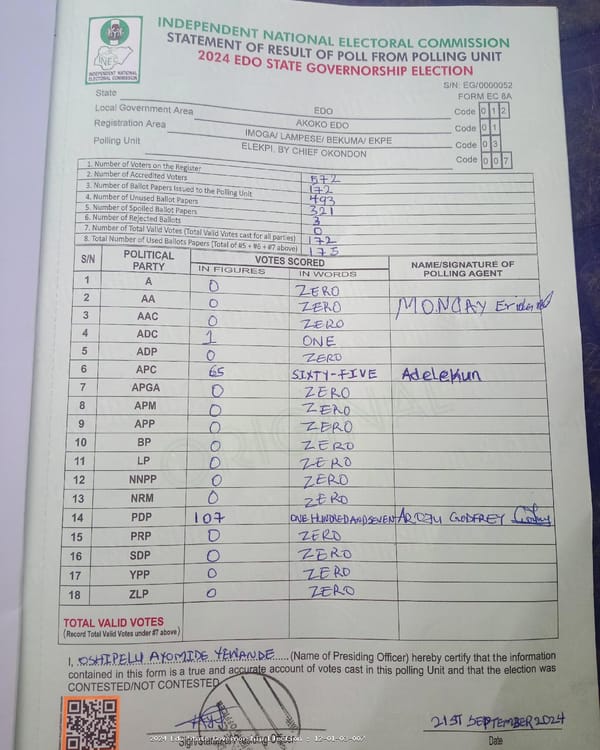 INDEPENDENT NATIONAL ELECTORAL COMMISSION
STATEMENT OF RESULT OF POLL FROM POLLING UNIT
2024 EDO STATE GOVERNORSHIP ELECTION
INEC
INDEPENDENT NATIONAL
ELECTORAL COMMISSION
S/N: EG/0000052
FORM EC 8A
State EDO Code 0 1 2
Local Government Area AKOKO EDO Code 0 1
Registration Area IMOGA/ LAMPESE/ BEKUMA/ EKPE Code 0 3
Polling Unit ELEKPI. BY CHIEF OKONDON Code 0 0 7
1. Number of Voters on the Register 572
2. Number of Accredited Voters 172
3. Number of Ballot Papers Issued to the Polling Unit 493
4. Number of Unused Ballot Papers 321
5. Number of Spoiled Ballot Papers 3
6. Number of Rejected Ballots 0
7. Number of Total Valid Votes (Total Valid Votes cast for all parties) 172
8. Total Number of Used Ballots Papers (Total of #5 + #6 + #7 above) 175
S/N POLITICAL PARTY VOTES SCORED NAME/SIGNATURE OF POLLING AGENT
IN FIGURES IN WORDS
1 A 0 ZERO
2 AA 0 ZERO MONDAY
3 AAC 0 ZERO
4 ADC 1 ONE
5 ADP 0 ZERO
6 APC 65 SIXTY-FIVE Adelekun
7 APGA 0 ZERO
8 APM 0 ZERO
9 APP 0 ZERO
10 BP 0 ZERO
11 LP 0 ZERO
12 NNPP 0 ZERO
13 NRM 0 ZERO
14 PDP 107 ONE HUNDRED AND SEVEN GODFREY
15 PRP 0 ZERO
16 SDP 0 ZERO
17 YPP 0 ZERO
18 ZLP 0 ZERO
TOTAL VALID VOTES
(Record Total Valid Votes under #7 above)
I, OSHIPELU AYOMIDE YEWANDE (Name of Presiding Officer) hereby certify that the information
contained in this form is a true and accurate account of votes cast in this polling Unit and that the election was
CONTESTED/NOT CONTESTED
21ST SEPTEMBER 2024
Date
2024 Edo State Governorship Election - 12-01-03-007